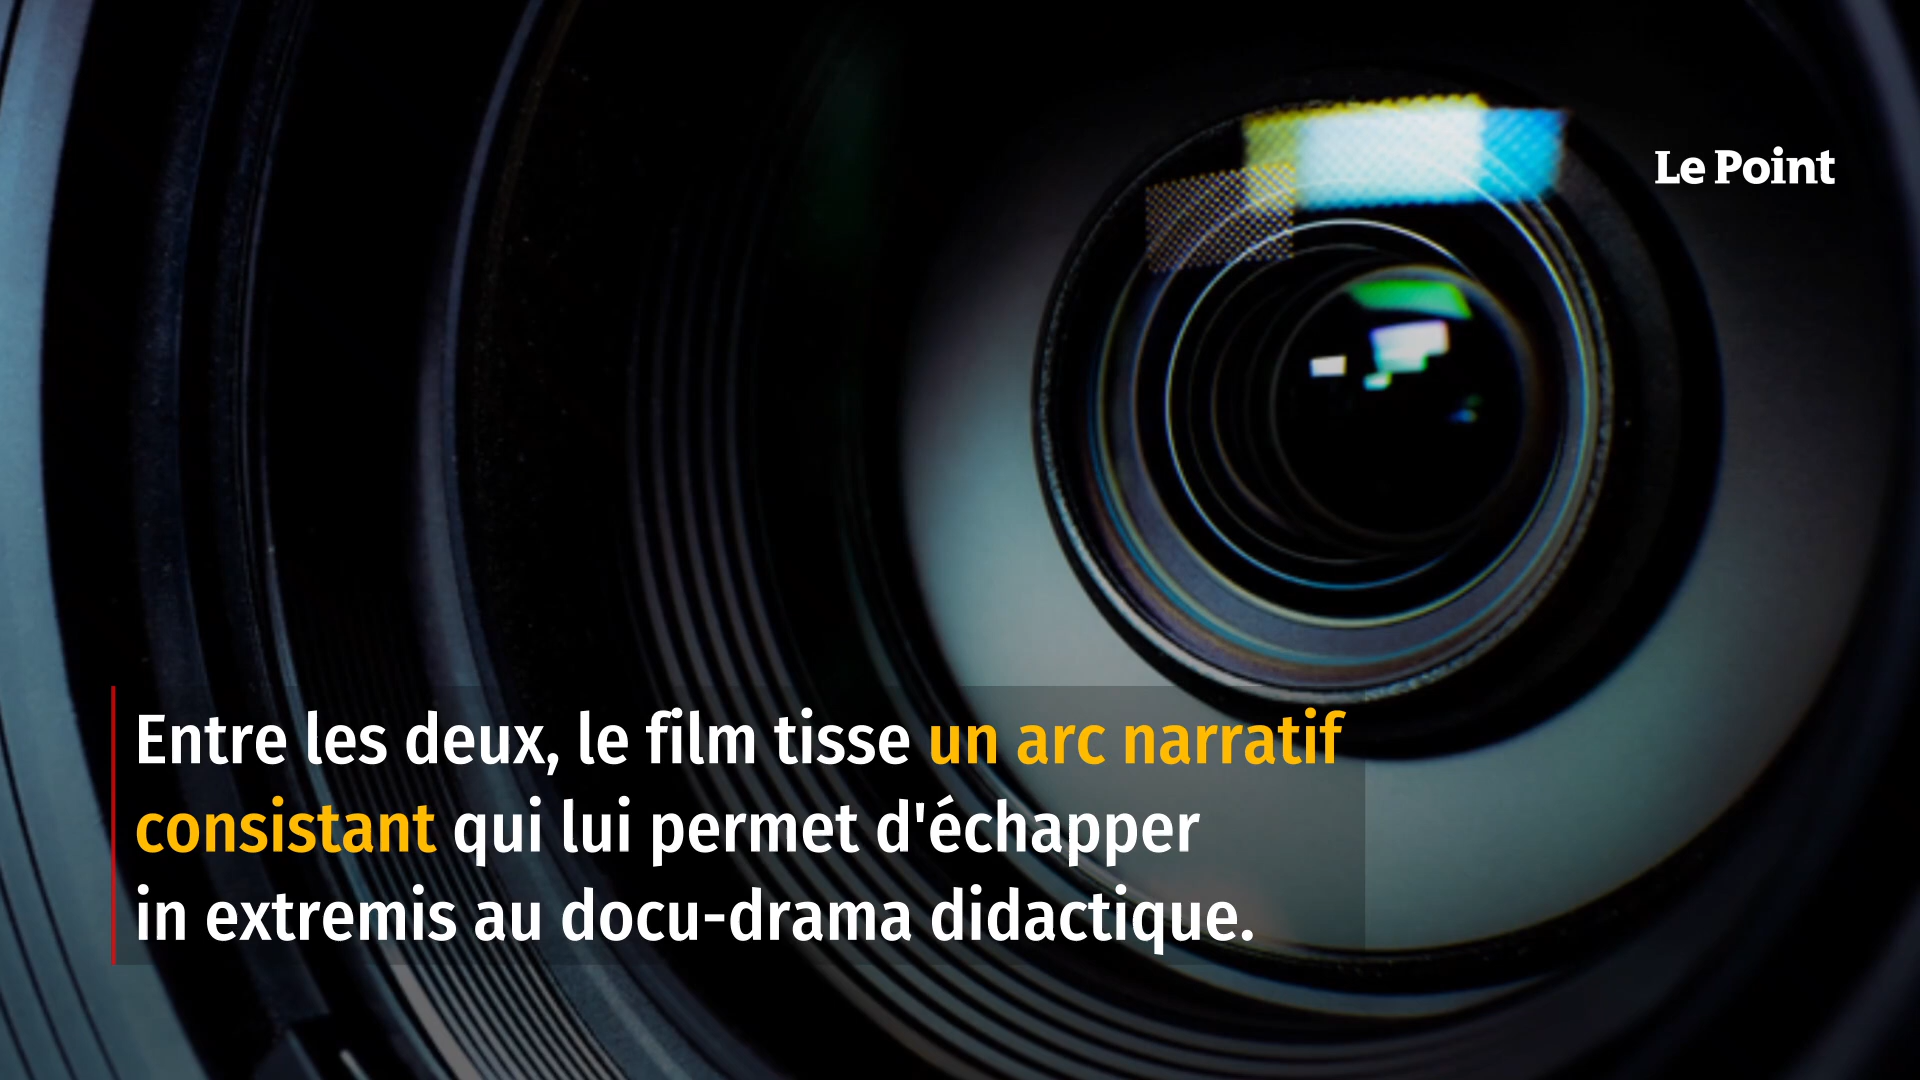 Le Point
Entre les deux, le film tisse un arc narratif
consistant qui lui permet d'échapper
in extremis au docu-drama didactique.